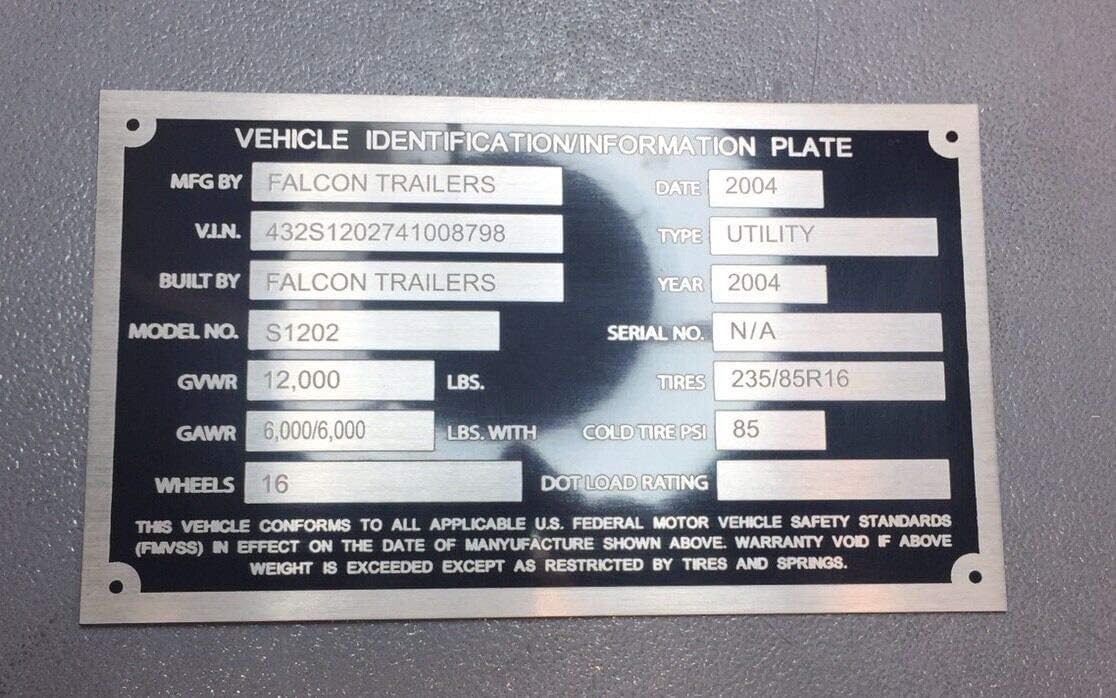 VEHICLE IDENTIFICATION/INFORMATION PLATE
MFG BY FALCON TRAILERS DATE 2004
V.I.N. 432S1202741008798 TYPE UTILITY
BUILT BY FALCON TRAILERS YEAR 2004
MODEL NO. S1202 SERIAL NO. N/A
GVWR 12,000 LBS. TIRES 235/85R16
GAWR 6,000/6,000 LBS. WITH COLD TIRE PSI 85
WHEELS 16 DOT LOAD RATING
THIS VEHICLE CONFORMS TO ALL APPLICABLE U.S. FEDERAL MOTOR VEHICLE SAFETY STANDARDS
(FMVSS) IN EFFECT ON THE DATE OF MANYUFACTURE SHOWN ABOVE. WARRANTY VOID IF ABOVE
WEIGHT IS EXCEEDED EXCEPT AS RESTRICTED BY TIRES AND SPRINGS.